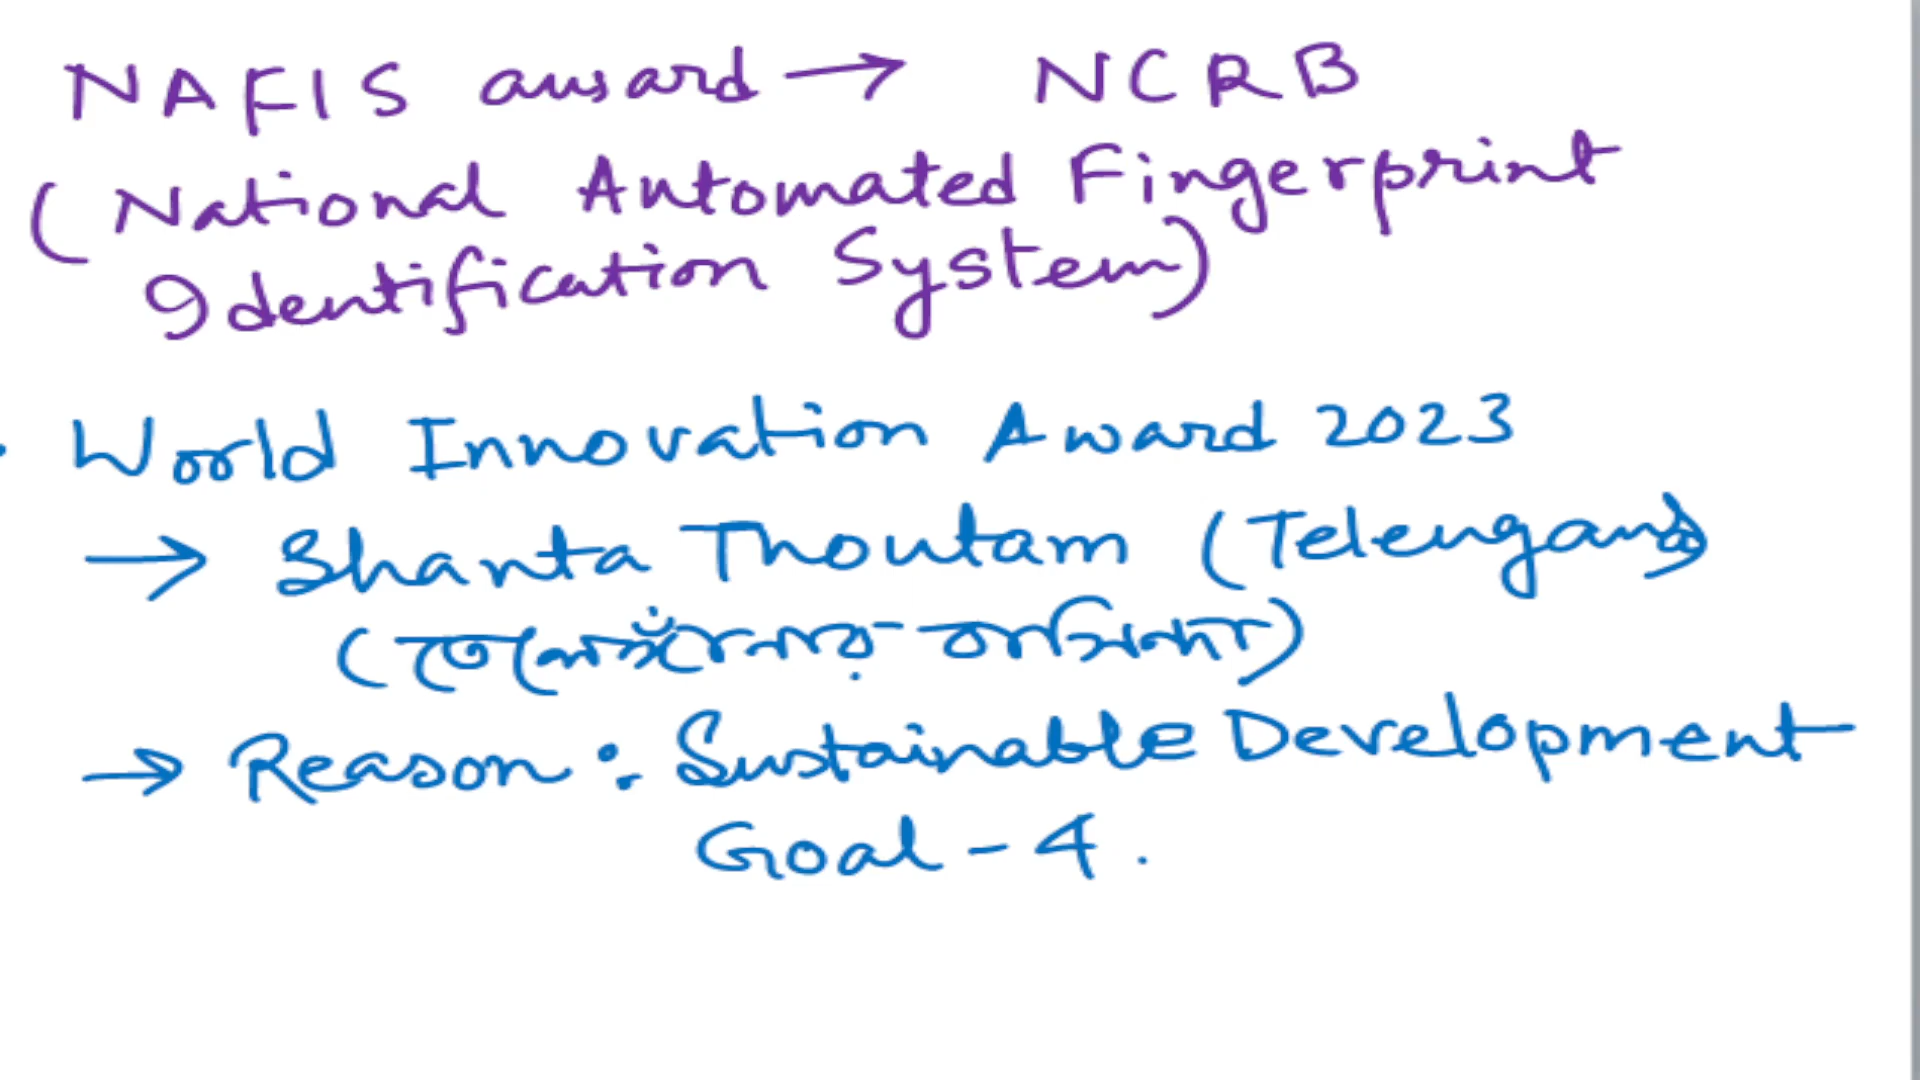 NAFIS award → NCRB
(National Automated Fingerprint
Identification System)
• World Innovation Award 2023
→ Shanta Thoutam (Telengana)
→ Reason : Sustainable Development
Goal - 4.